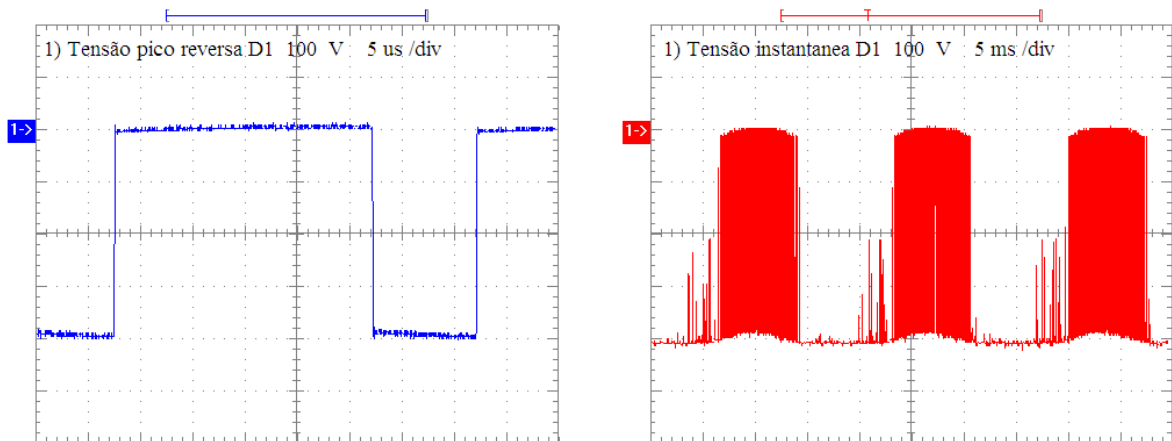 1) Tensão pico reversa D1 100 V 5 us /div
1->
1) Tensão instantanea D1 100 V 5 ms /div
T
1->